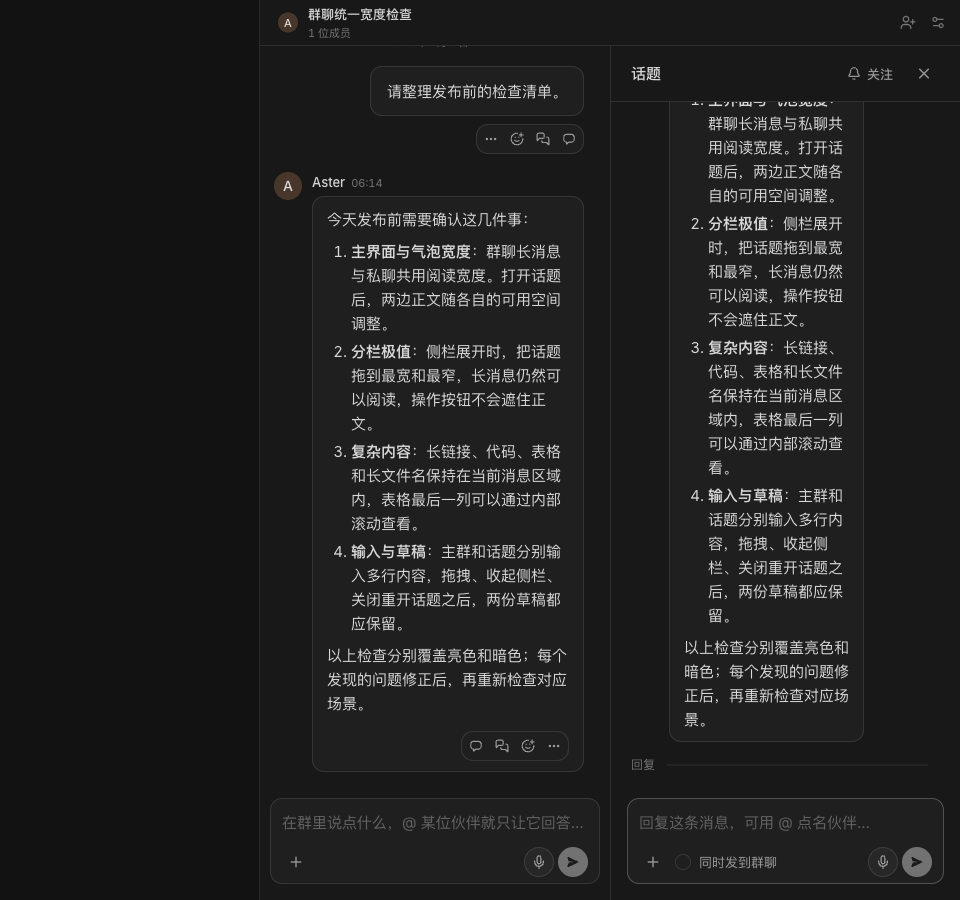 A
群聊统一宽度检查
1 位成员
请整理发布前的检查清单。
A
Aster 06:14
今天发布前需要确认这几件事：
1. 主界面与气泡宽度：群聊长消息
与私聊共用阅读宽度。打开话题
后，两边正文随各自的可用空间
调整。
2. 分栏极值：侧栏展开时，把话题
拖到最宽和最窄，长消息仍然可
以阅读，操作按钮不会遮住正
文。
3. 复杂内容：长链接、代码、表格
和长文件名保持在当前消息区域
内，表格最后一列可以通过内部
滚动查看。
4. 输入与草稿：主群和话题分别输
入多行内容，拖拽、收起侧栏、
关闭重开话题之后，两份草稿都
应保留。
以上检查分别覆盖亮色和暗色；每个
发现的问题修正后，再重新检查对应
场景。
在群里说点什么，@ 某位伙伴就只让它回答...
话题
关注
1. 主界面与气泡宽度：
群聊长消息与私聊共
用阅读宽度。打开话
题后，两边正文随各
自的可用空间调整。
2. 分栏极值：侧栏展开
时，把话题拖到最宽
和最窄，长消息仍然
可以阅读，操作按钮
不会遮住正文。
3. 复杂内容：长链接、
代码、表格和长文件
名保持在当前消息区
域内，表格最后一列
可以通过内部滚动查
看。
4. 输入与草稿：主群和
话题分别输入多行内
容，拖拽、收起侧
栏、关闭重开话题之
后，两份草稿都应保
留。
以上检查分别覆盖亮色和
暗色；每个发现的问题修
正后，再重新检查对应场
景。
回复
回复这条消息，可用 @ 点名伙伴...
同时发到群聊